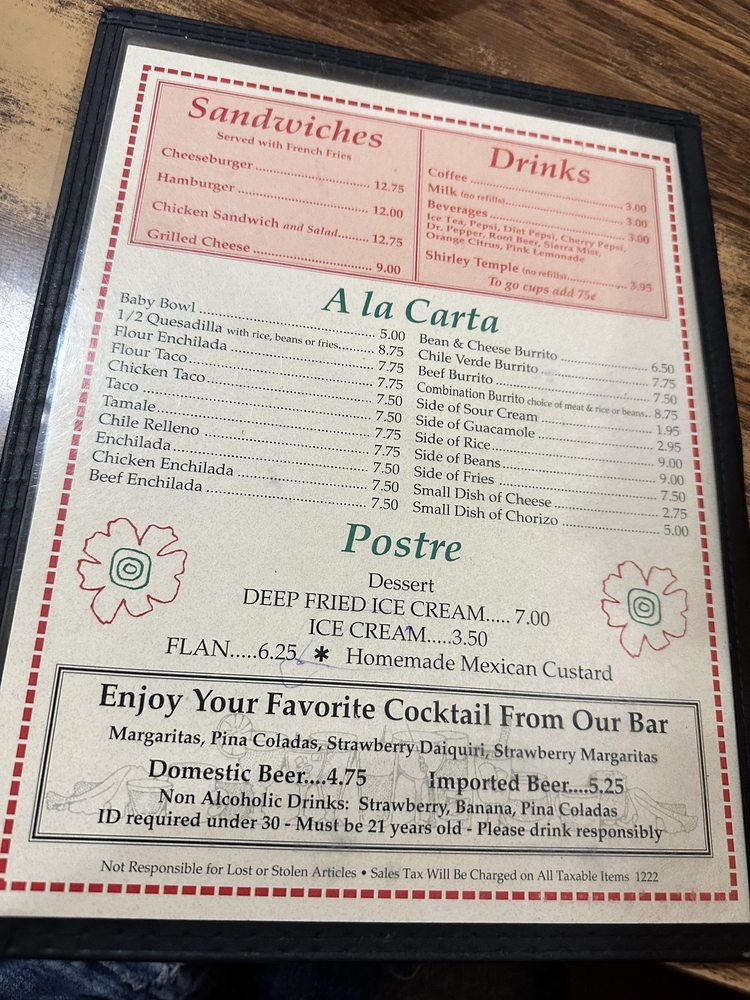 Sandwiches
Served with French Fries
Cheeseburger ............ 12.75
Hamburger ............ 12.00
Chicken Sandwich and Salad......... 12.75
Grilled Cheese ............ 9.00
Drinks
Coffee ............ 3.00
Milk (no refills)............ 3.00
Beverages ............ 3.00
Ice Tea, Pepsi, Diet Pepsi, Cherry Pepsi,
Dr. Pepper, Root Beer, Sierra Mist,
Orange Citrus, Pink Lemonade
Shirley Temple (no refills)............ 3.95
To go cups add 75¢
A la Carta
Baby Bowl ............ 5.00
1/2 Quesadilla with rice, beans or fries......... 8.75
Flour Enchilada ............ 7.75
Flour Taco ............ 7.75
Chicken Taco ............ 7.50
Taco ............ 7.50
Tamale............ 7.75
Chile Relleno ............ 7.75
Enchilada ............ 7.50
Chicken Enchilada ............ 7.50
Beef Enchilada ............ 7.50
Bean & Cheese Burrito ............ 6.50
Chile Verde Burrito ............ 7.75
Beef Burrito ............ 7.50
Combination Burrito choice of meat & rice or beans.. 8.75
Side of Sour Cream ............ 1.95
Side of Guacamole ............ 2.95
Side of Rice............ 9.00
Side of Beans ............ 9.00
Side of Fries ............ 7.50
Small Dish of Cheese ............ 2.75
Small Dish of Chorizo ............ 5.00
Postre
Dessert
DEEP FRIED ICE CREAM..... 7.00
ICE CREAM.....3.50
FLAN.....6.25 ✱ Homemade Mexican Custard
Enjoy Your Favorite Cocktail From Our Bar
Margaritas, Pina Coladas, Strawberry Daiquiri, Strawberry Margaritas
Domestic Beer....4.75 Imported Beer....5.25
Non Alcoholic Drinks: Strawberry, Banana, Pina Coladas
ID required under 30 - Must be 21 years old - Please drink responsibly
Not Responsible for Lost or Stolen Articles • Sales Tax Will Be Charged on All Taxable Items 1222